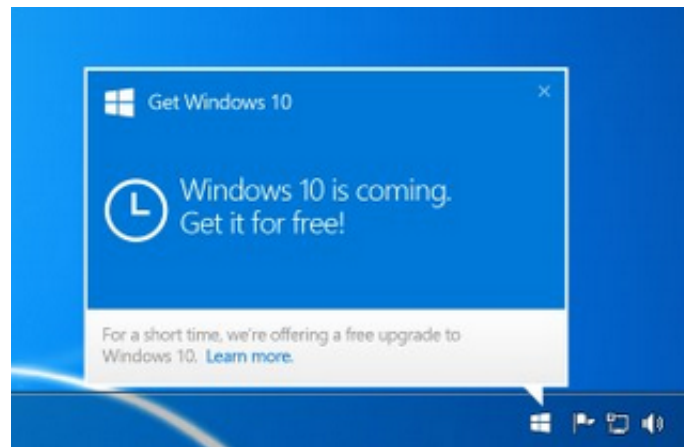 Get Windows 10
Windows 10 is coming.
Get it for free!
For a short time, we're offering a free upgrade to
Windows 10. Learn more.